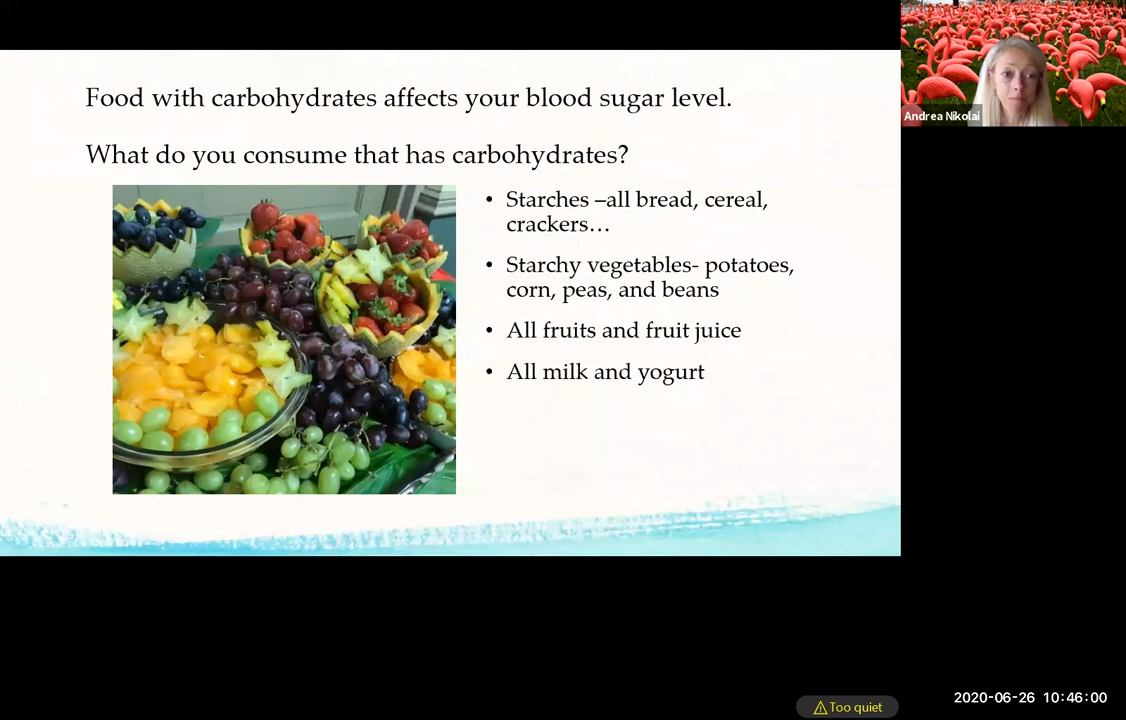 Food with carbohydrates affects your blood sugar level.
What do you consume that has carbohydrates?
• Starches –all bread, cereal,
crackers…
• Starchy vegetables- potatoes,
corn, peas, and beans
• All fruits and fruit juice
• All milk and yogurt
Andrea Nikolai
Too quiet
2020-06-26 10:46:00